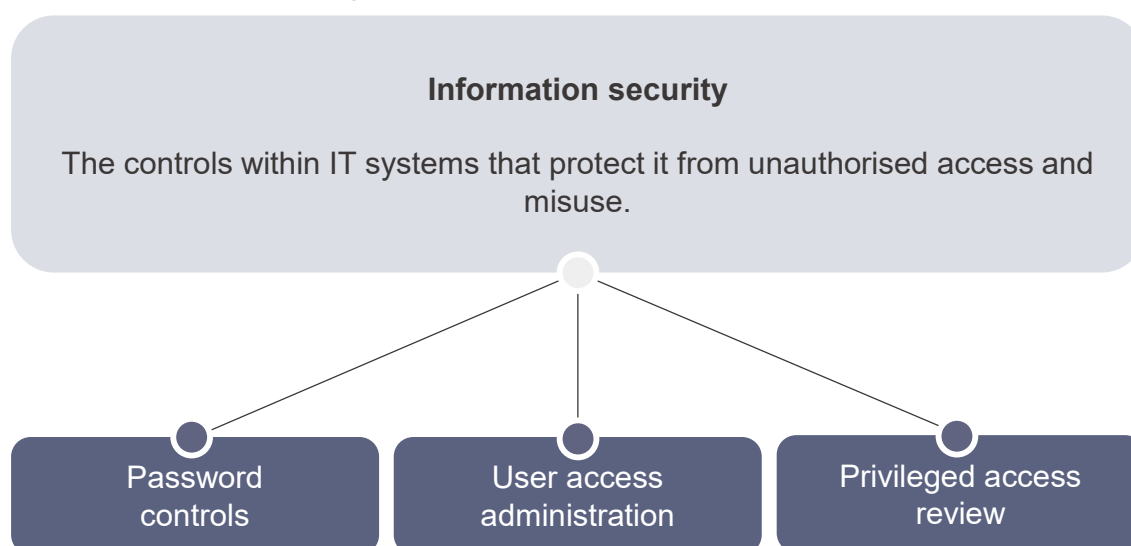 Information security
The controls within IT systems that protect it from unauthorised access and
misuse.
Password
controls
User access
administration
Privileged access
review